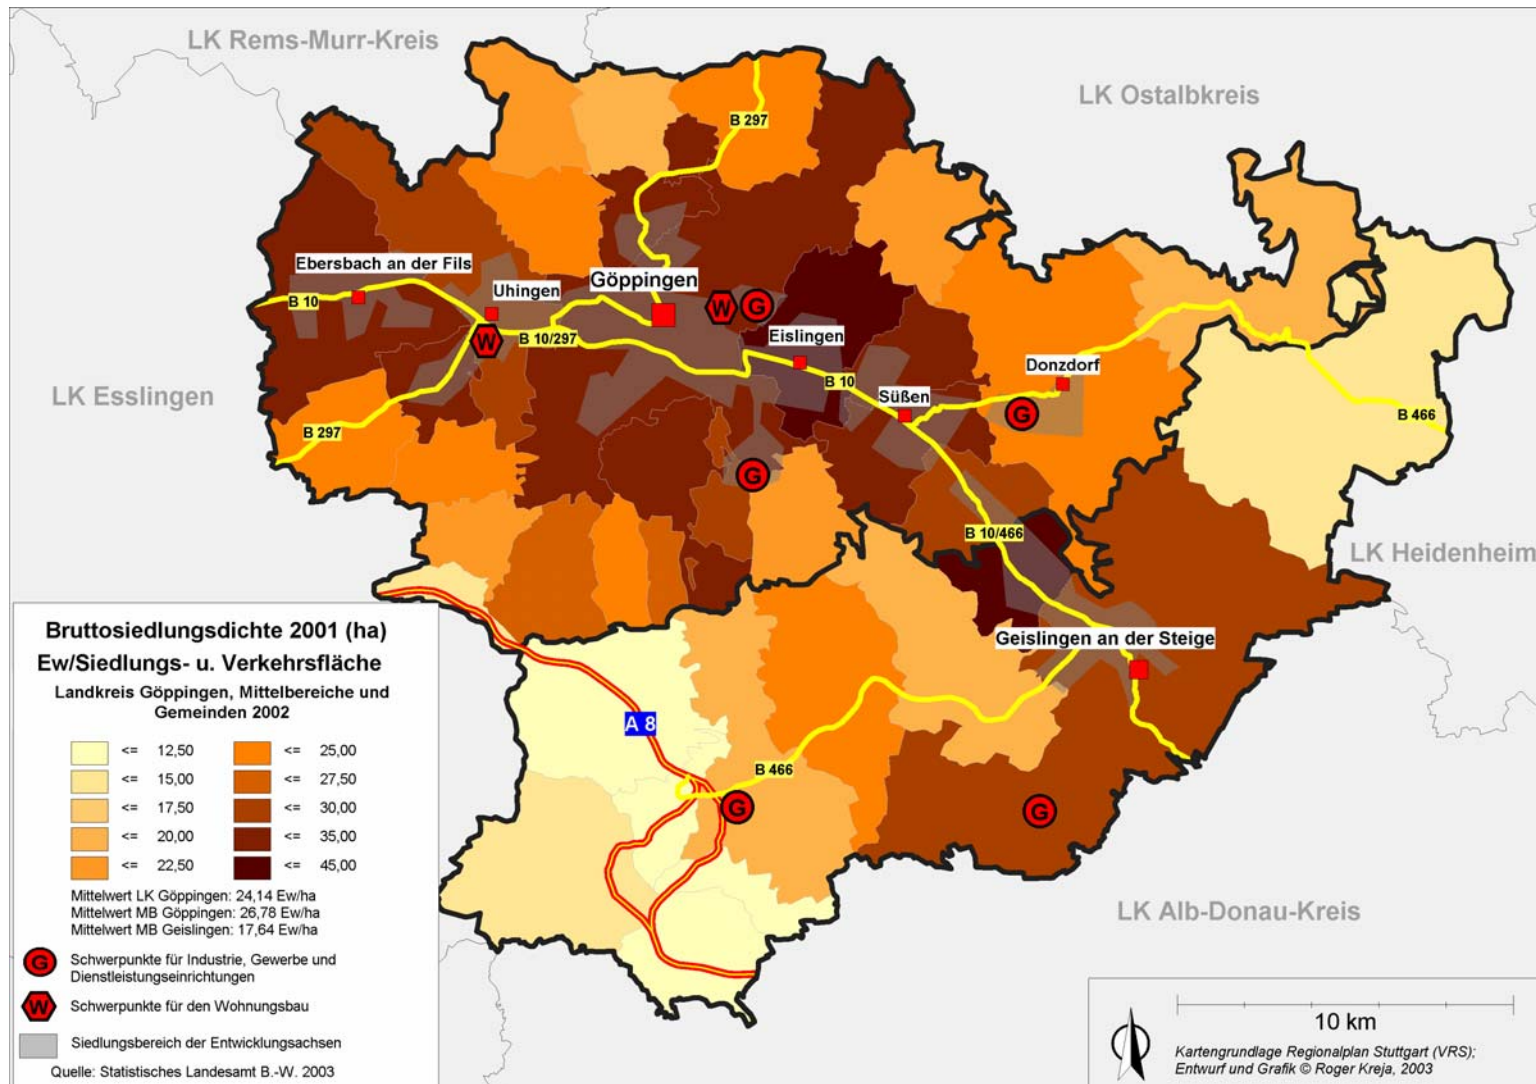 LK Rems-Murr-Kreis
LK Ostalbkreis
B 297
Ebersbach an der Fils
Göppingen
Uhingen
B 10
W
G
W
B 10/297
Eislingen
B 10
Donzdorf
LK Esslingen
Süßen
G
B 466
B 297
G
B 10/466
LK Heidenheim
Geislingen an der Steige
A 8
B 466
G
G
LK Alb-Donau-Kreis
Bruttosiedlungsdichte 2001 (ha)
Ew/Siedlungs- u. Verkehrsfläche
Landkreis Göppingen, Mittelbereiche und
Gemeinden 2002
<= 12,50 <= 25,00
<= 15,00 <= 27,50
<= 17,50 <= 30,00
<= 20,00 <= 35,00
<= 22,50 <= 45,00
Mittelwert LK Göppingen: 24,14 Ew/ha
Mittelwert MB Göppingen: 26,78 Ew/ha
Mittelwert MB Geislingen: 17,64 Ew/ha
G Schwerpunkte für Industrie, Gewerbe und
Dienstleistungseinrichtungen
W Schwerpunkte für den Wohnungsbau
Siedlungsbereich der Entwicklungsachsen
Quelle: Statistisches Landesamt B.-W. 2003
10 km
Kartengrundlage Regionalplan Stuttgart (VRS);
Entwurf und Grafik © Roger Kreja, 2003